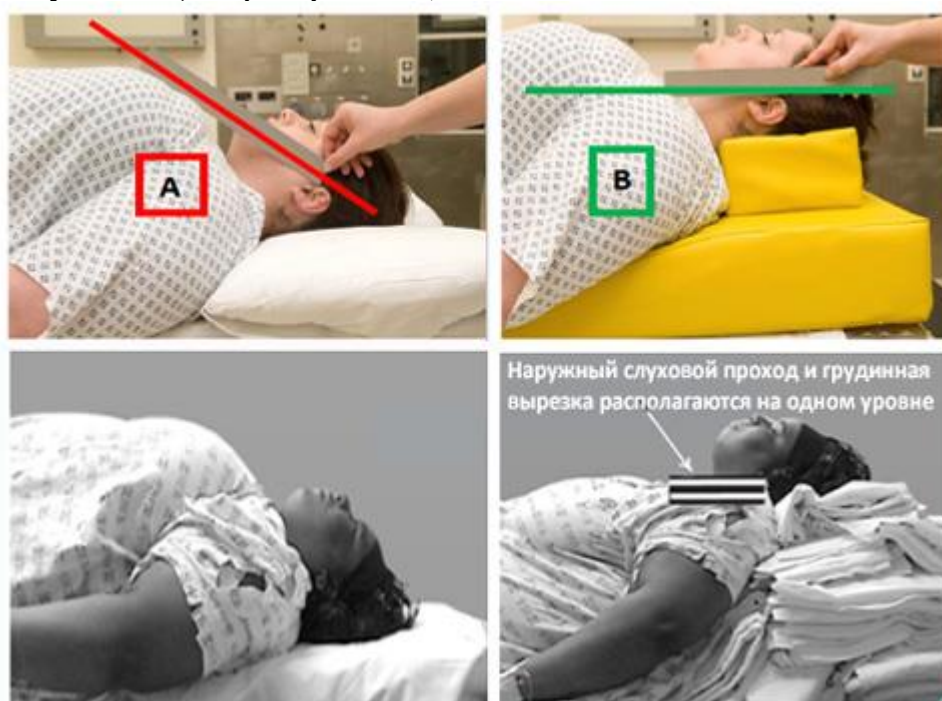 A
B
Наружный слуховой проход и грудинная
вырезка располагаются на одном уровне